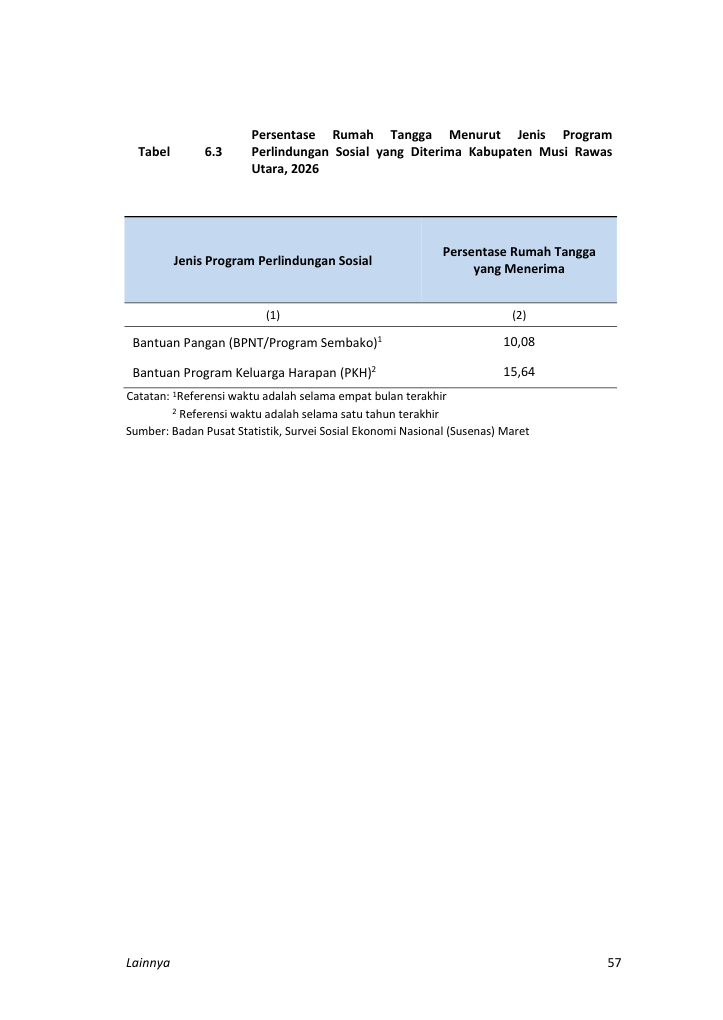 Tabel 6.3 Persentase Rumah Tangga Menurut Jenis Program
Perlindungan Sosial yang Diterima Kabupaten Musi Rawas
Utara, 2026
Jenis Program Perlindungan Sosial
Persentase Rumah Tangga
yang Menerima
(1) (2)
Bantuan Pangan (BPNT/Program Sembako)¹ 10,08
Bantuan Program Keluarga Harapan (PKH)² 15,64
Catatan: ¹Referensi waktu adalah selama empat bulan terakhir
² Referensi waktu adalah selama satu tahun terakhir
Sumber: Badan Pusat Statistik, Survei Sosial Ekonomi Nasional (Susenas) Maret
Lainnya 57